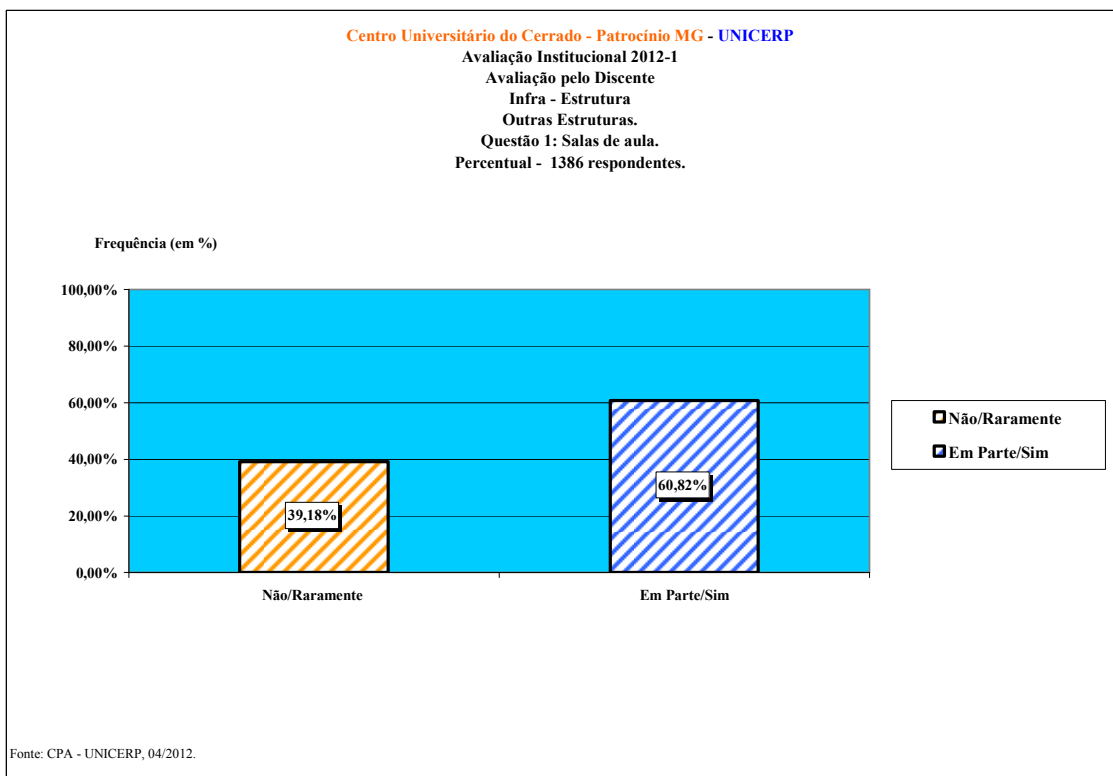 Centro Universitário do Cerrado - Patrocínio MG - UNICERP
Avaliação Institucional 2012-1
Avaliação pelo Discente
Infra - Estrutura
Outras Estruturas.
Questão 1: Salas de aula.
Percentual - 1386 respondentes.
Frequência (em %)
100,00%
80,00%
60,00%
40,00%
20,00%
0,00%
39,18%
60,82%
Não/Raramente
Em Parte/Sim
Não/Raramente
Em Parte/Sim
Fonte: CPA - UNICERP, 04/2012.